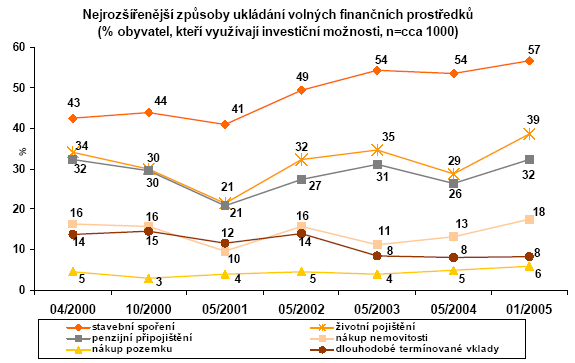 Nejrozšířenější způsoby ukládání volných finančních prostředků
(% obyvatel, kteří využívají investiční možnosti, n=cca 1000)
60
50
40
30
20
10
0
%
43 44 41 49 54 54 57
34 30 21 32 35 29 39
32 30 21 27 31 26 32
16 16 10 16 11 13 18
14 15 12 14 8 8 8
5 3 4 5 4 5 6
04/2000 10/2000 05/2001 05/2002 05/2003 05/2004 01/2005
stavební spoření životní pojištění
penzijní připojištění nákup nemovitosti
nákup pozemku dlouhodobé termínované vklady